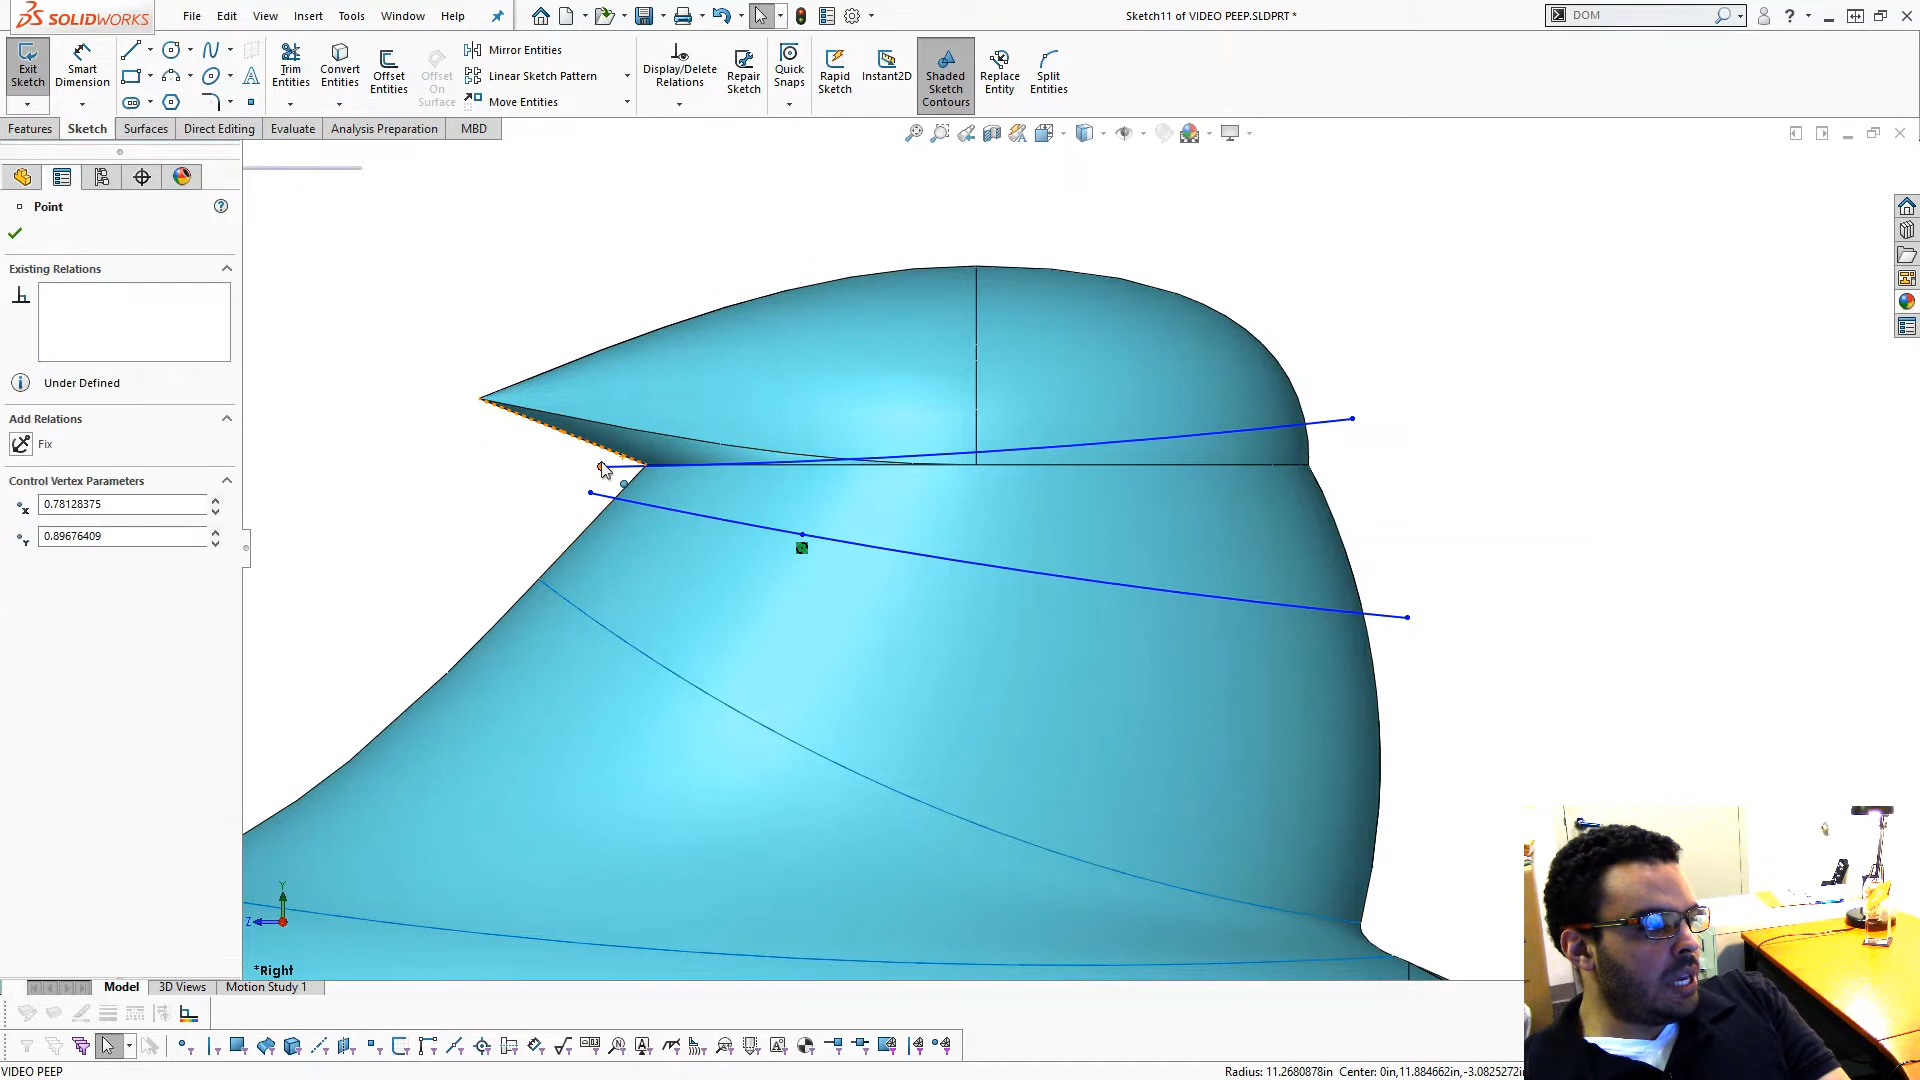 SOLIDWORKS
File Edit View Insert Tools Window Help
Sketch11 of VIDEO PEEP.SLDPRT *
DOM
Exit Sketch
Smart Dimension
Trim Entities
Convert Entities
Offset Entities
Offset On Surface
Mirror Entities
Linear Sketch Pattern
Move Entities
Display/Delete Relations
Repair Sketch
Quick Snaps
Rapid Sketch
Instant2D
Shaded Sketch Contours
Replace Entity
Split Entities
Features Sketch Surfaces Direct Editing Evaluate Analysis Preparation MBD
Point
Existing Relations
Under Defined
Add Relations
Fix
Control Vertex Parameters
0.78128375
0.89676409
Y
Z
*Right
Model 3D Views Motion Study 1
VIDEO PEEP
Radius: 11.2680878in Center: 0in,11.884662in,-3.0825272in